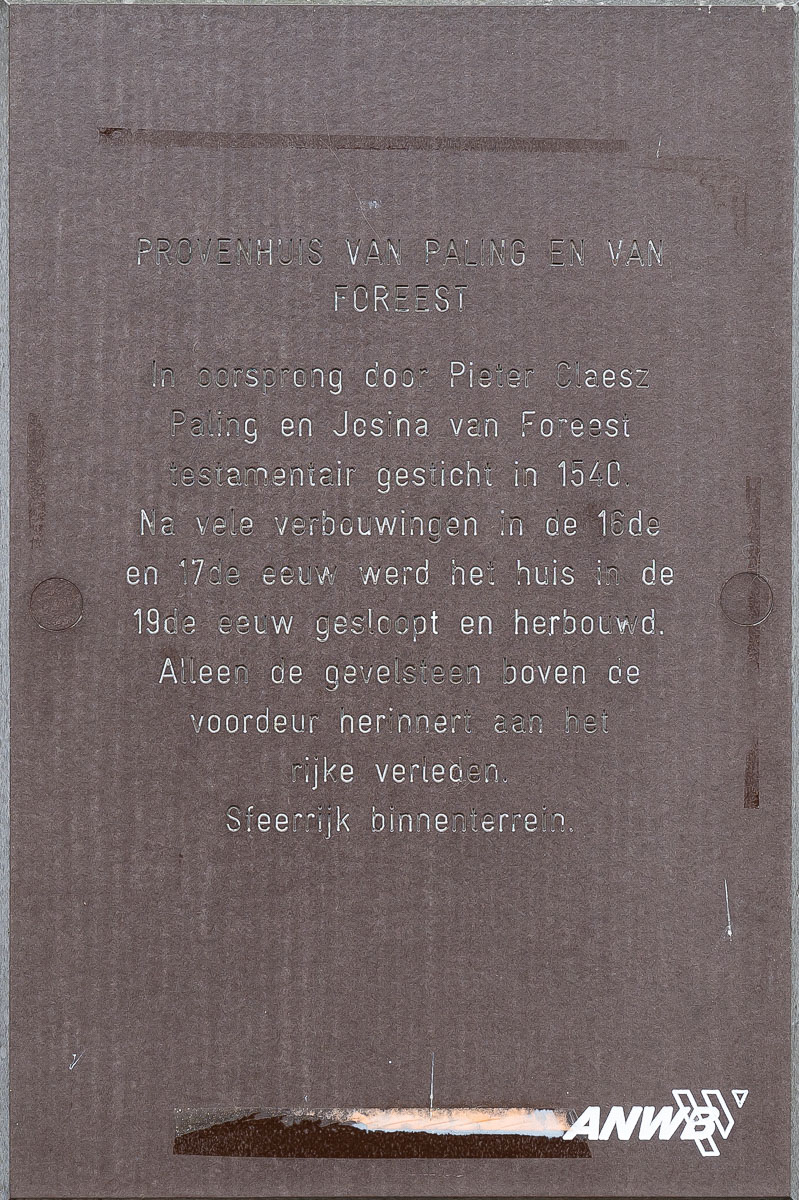 PROVENHUIS VAN PALING EN VAN
FOREEST
In oorsprong door Pieter Claesz
Paling en Josina van Foreest
testamentair gesticht in 1540.
Na vele verbouwingen in de 16de
en 17de eeuw werd het huis in de
19de eeuw gesloopt en herbouwd.
Alleen de gevelsteen boven de
voordeur herinnert aan het
rijke verleden.
Sfeerrijk binnenterrein.
ANWB